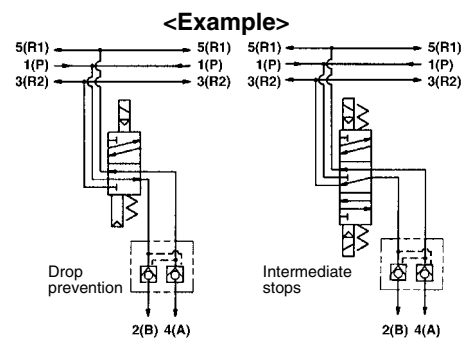 <Example>
5(R1) 5(R1) 5(R1) 5(R1)
1(P) 1(P) 1(P) 1(P)
3(R2) 3(R2) 3(R2) 3(R2)
Drop
prevention
Intermediate
stops
2(B) 4(A) 2(B) 4(A)